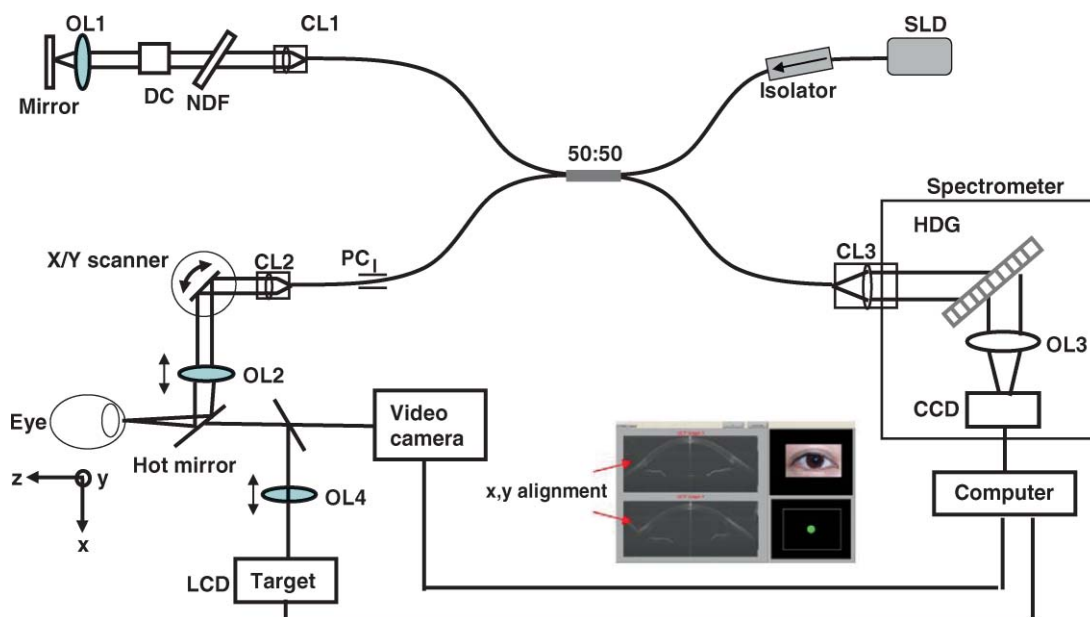 OL1
CL1
SLD
Mirror
DC
NDF
Isolator
50:50
Spectrometer
HDG
X/Y scanner
CL2
PC
CL3
OL2
OL3
Eye
Video
camera
CCD
Hot mirror
z
y
x
OL4
x,y alignment
Computer
LCD
Target